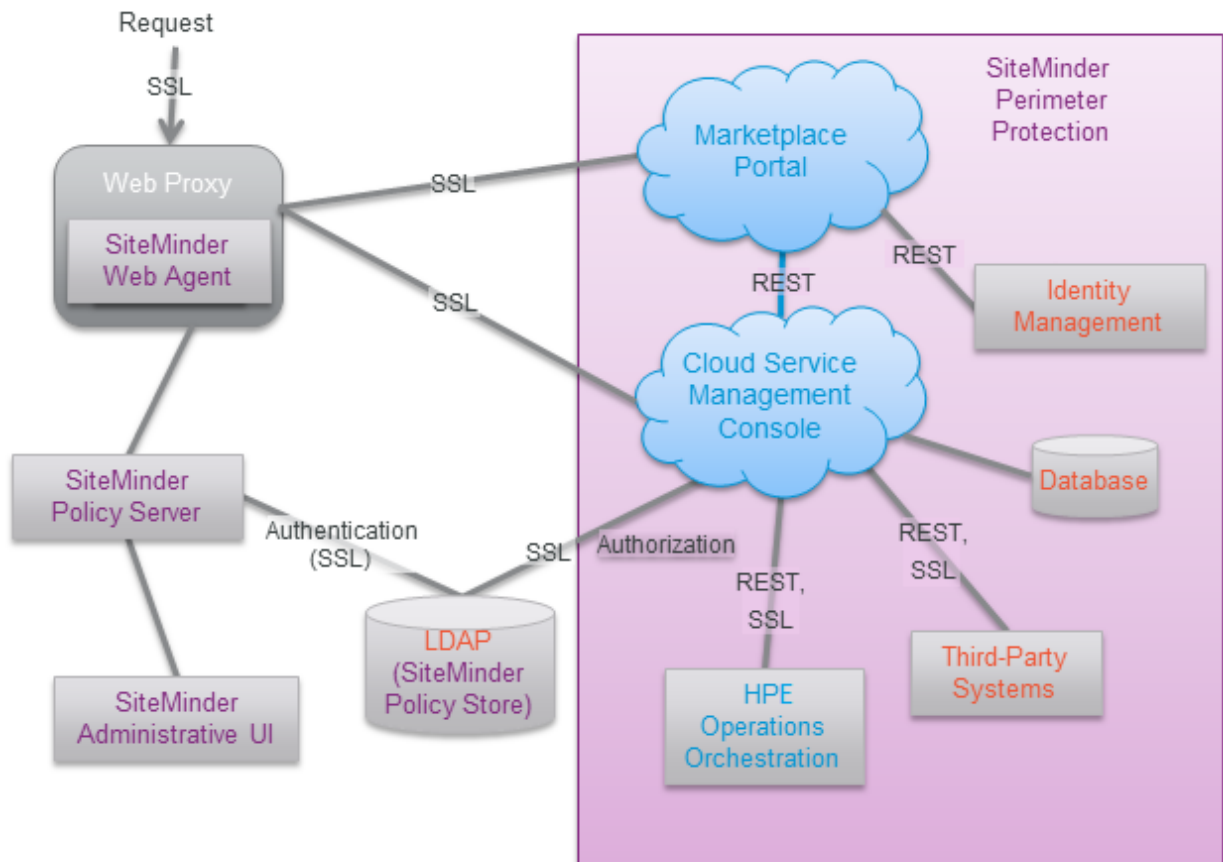 Request
SSL
Web Proxy
SiteMinder
Web Agent
SSL
SSL
SiteMinder
Perimeter
Protection
Marketplace
Portal
REST
REST
Identity
Management
Cloud Service
Management
Console
Database
SiteMinder
Policy Server
Authentication
(SSL)
SSL
Authorization
REST,
SSL
REST,
SSL
LDAP
(SiteMinder
Policy Store)
SiteMinder
Administrative UI
HPE
Operations
Orchestration
Third-Party
Systems